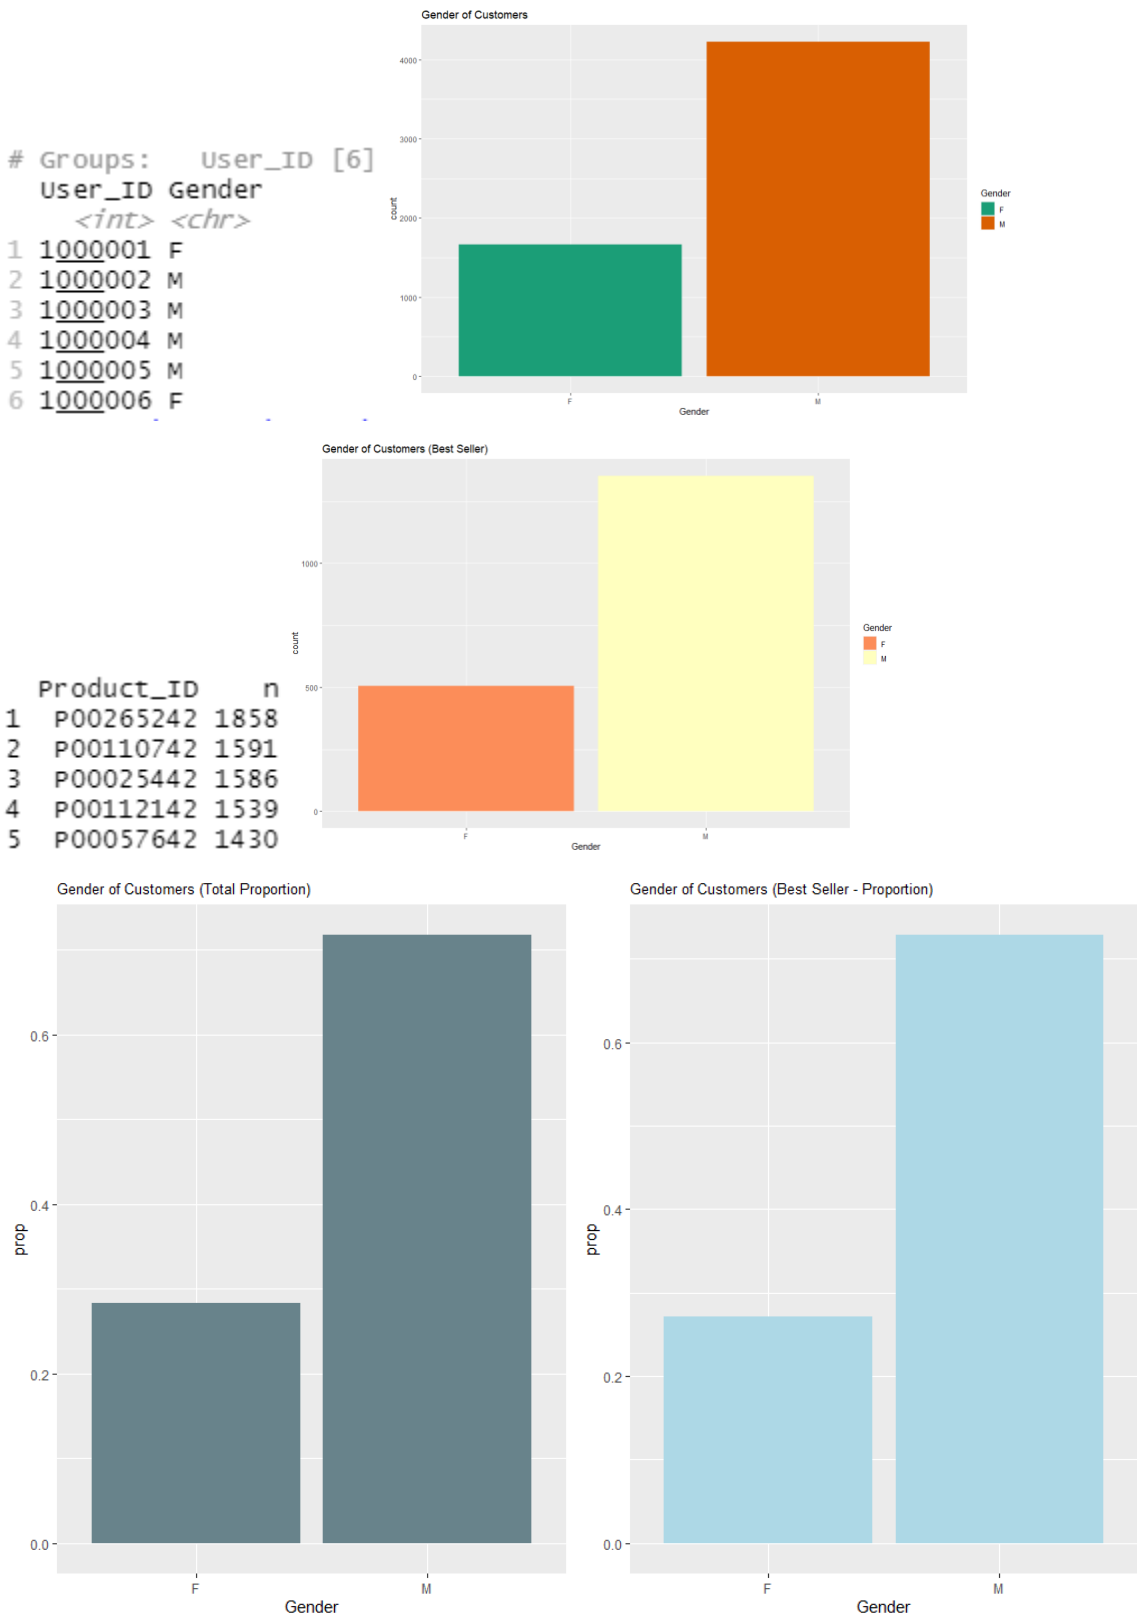 Gender of Customers
4000
3000
2000
1000
0
count
F
M
Gender
Gender
F
M
# Groups: User_ID [6]
User_ID Gender
<int> <chr>
1 1000001 F
2 1000002 M
3 1000003 M
4 1000004 M
5 1000005 M
6 1000006 F
Gender of Customers (Best Seller)
1000
500
0
count
F
M
Gender
Gender
F
M
Product_ID n
1 P00265242 1858
2 P00110742 1591
3 P00025442 1586
4 P00112142 1539
5 P00057642 1430
Gender of Customers (Total Proportion)
0.6
0.4
0.2
0.0
prop
F
M
Gender
Gender of Customers (Best Seller - Proportion)
0.6
0.4
0.2
0.0
prop
F
M
Gender